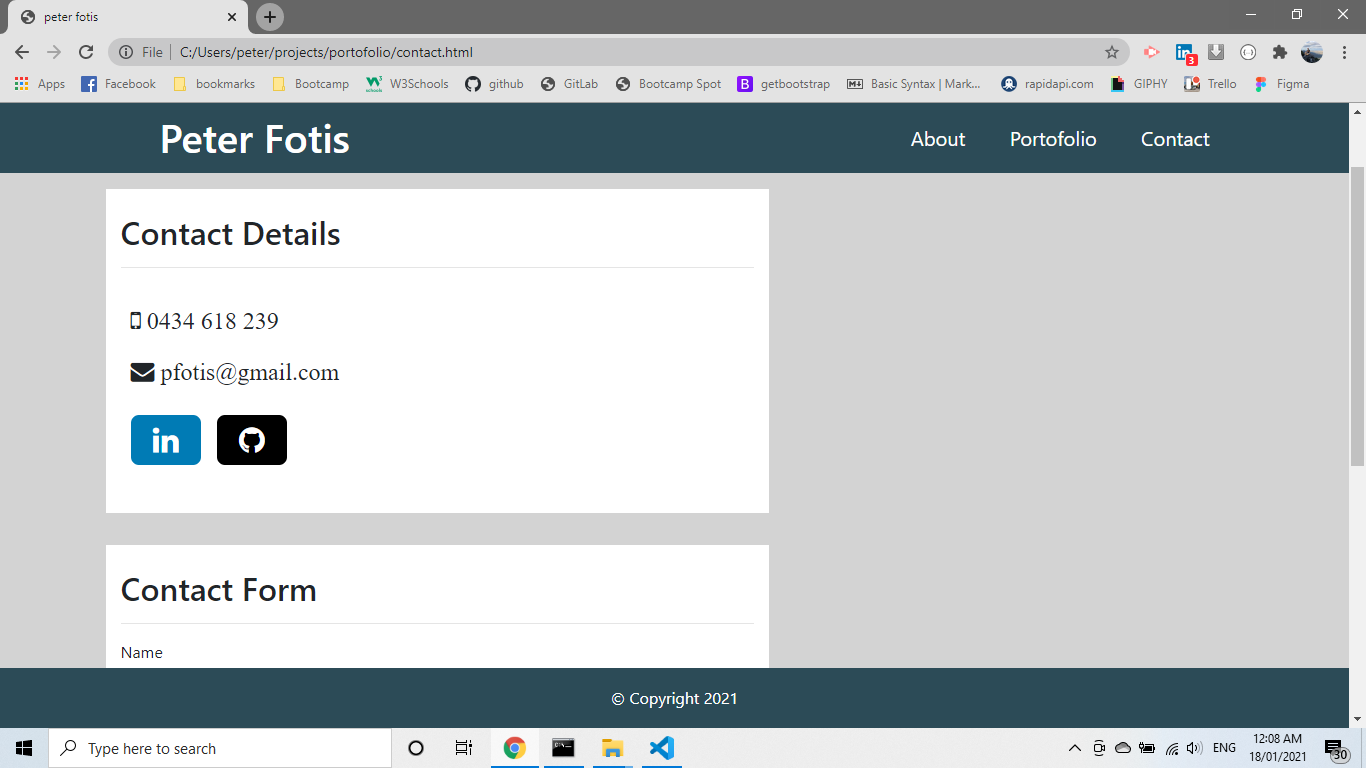 peter fotis
File C:/Users/peter/projects/portofolio/contact.html
3
Apps Facebook bookmarks Bootcamp W3Schools github GitLab Bootcamp Spot getbootstrap Basic Syntax | Mark... rapidapi.com GIPHY Trello Figma
Peter Fotis About Portofolio Contact
Contact Details
0434 618 239
pfotis@gmail.com
in
Contact Form
Name
© Copyright 2021
Type here to search
ENG
12:08 AM
18/01/2021
30